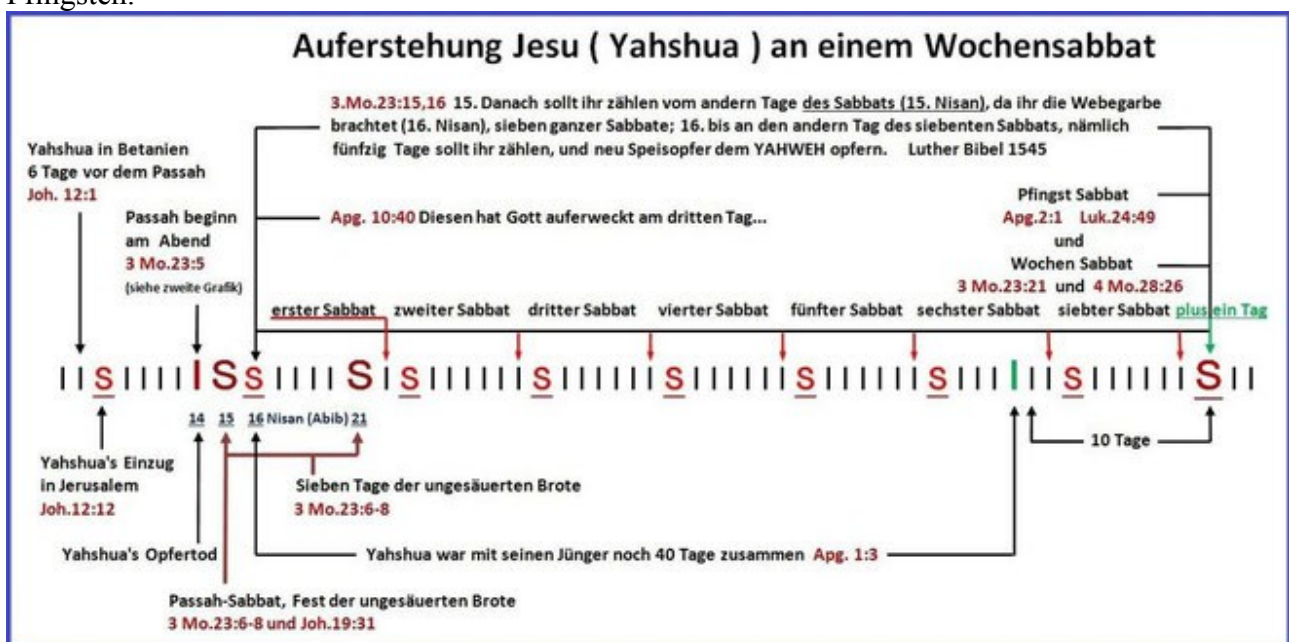 Pfingsten.
Auferstehung Jesu ( Yahshua ) an einem Wochensabbat
3.Mo.23:15,16 15. Danach sollt ihr zählen vom andern Tage des Sabbats (15. Nisan), da ihr die Webegarbe
brachtet (16. Nisan), sieben ganzer Sabbate; 16. bis an den andern Tag des siebenten Sabbats, nämlich
fünfzig Tage sollt ihr zählen, und neu Speisopfer dem YAHWEH opfern. Luther Bibel 1545
Yahshua in Betanien
6 Tage vor dem Passah
Joh. 12:1
Passah beginn
am Abend
3 Mo.23:5
(siehe zweite Grafik)
Apg. 10:40 Diesen hat Gott auferweckt am dritten Tag...
Pfingst Sabbat
Apg.2:1 Luk.24:49
und
Wochen Sabbat
3 Mo.23:21 und 4 Mo.28:26
erster Sabbat zweiter Sabbat dritter Sabbat vierter Sabbat fünfter Sabbat sechster Sabbat siebter Sabbat plus ein Tag
I I S I I I I I S S I I I I S S I I I I I I S I I I I I I S I I I I I I S I I I I I I S I I I I I I S I I I I I I S I I
14 15 16 Nisan (Abib) 21
10 Tage
Yahshua's Einzug
in Jerusalem
Joh.12:12
Sieben Tage der ungesäuerten Brote
3 Mo.23:6-8
Yahshua's Opfertod
Yahshua war mit seinen Jünger noch 40 Tage zusammen Apg. 1:3
Passah-Sabbat, Fest der ungesäuerten Brote
3 Mo.23:6-8 und Joh.19:31